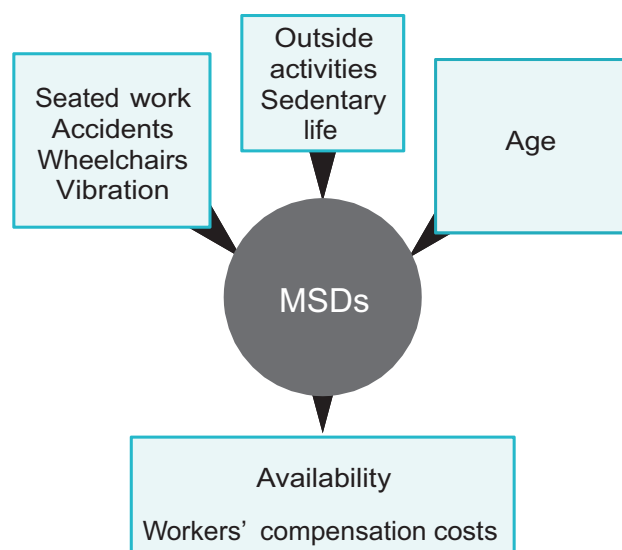 Seated work
Accidents
Wheelchairs
Vibration
Outside
activities
Sedentary
life
Age
MSDs
Availability
Workers’ compensation costs